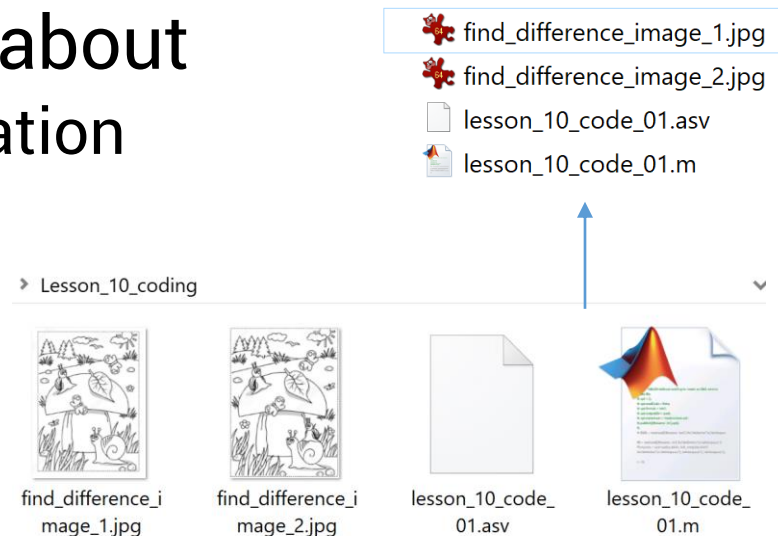 about
ation
find_difference_image_1.jpg
find_difference_image_2.jpg
lesson_10_code_01.asv
lesson_10_code_01.m
Lesson_10_coding
find_difference_i
mage_1.jpg
find_difference_i
mage_2.jpg
lesson_10_code_
01.asv
lesson_10_code_
01.m